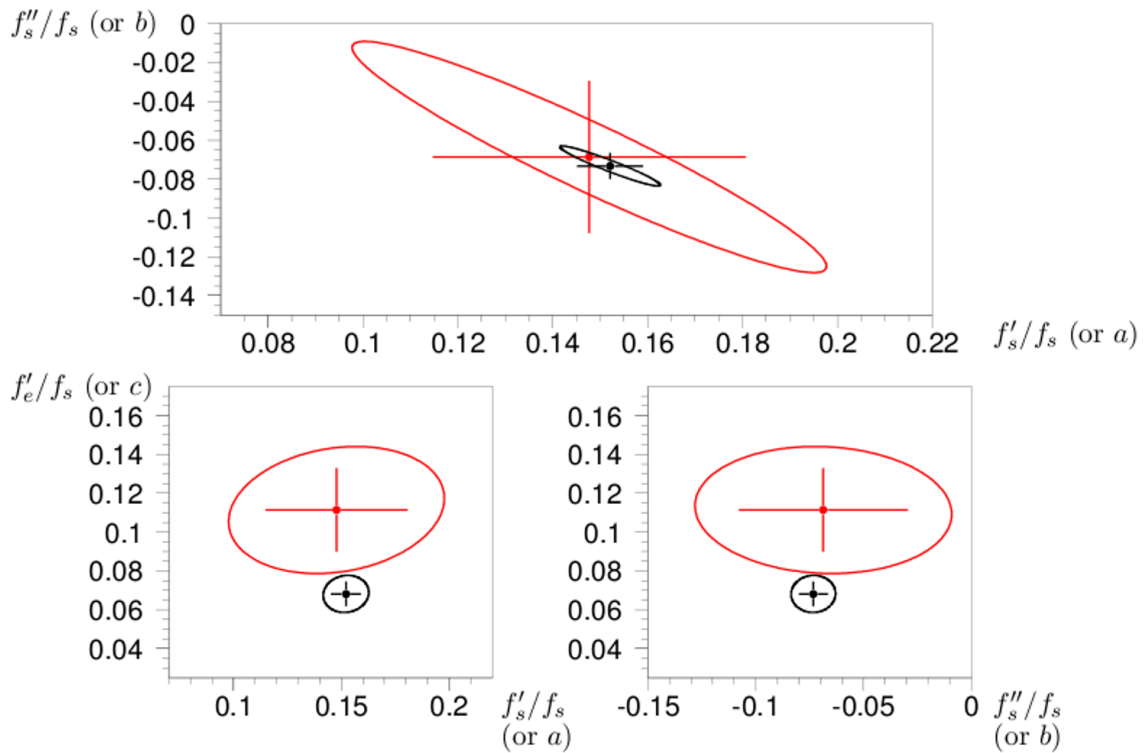 f''_s/f_s (or b)
0
-0.02
-0.04
-0.06
-0.08
-0.1
-0.12
-0.14
0.08 0.1 0.12 0.14 0.16 0.18 0.2 0.22
f'_s/f_s (or a)
f'_e/f_s (or c)
0.16
0.14
0.12
0.1
0.08
0.06
0.04
0.1 0.15 0.2
f'_s/f_s
(or a)
0.16
0.14
0.12
0.1
0.08
0.06
0.04
-0.15 -0.1 -0.05 0
f''_s/f_s
(or b)